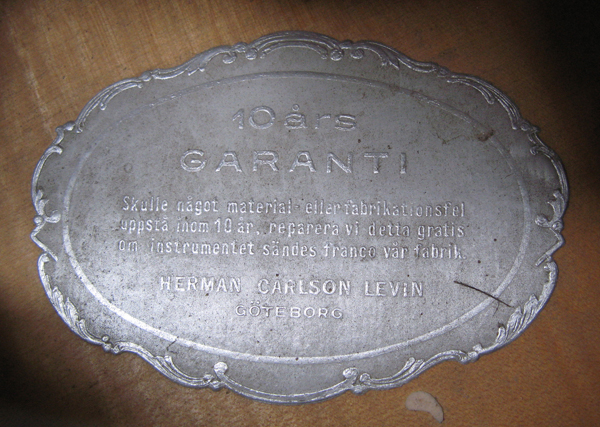 10 års
GARANTI
Skulle något material- eller fabrikationsfel
uppstå inom 10 år, reparera vi detta gratis
om instrumentet sändes franco vår fabrik.
HERMAN CARLSON LEVIN
GÖTEBORG